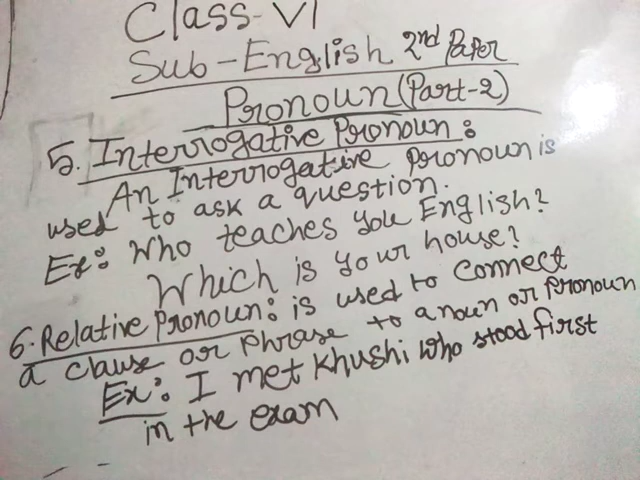 Class-VI
Sub-English 2nd Paper
Pronoun (Part-2)
5. Interrogative Pronoun:
An Interrogative pronoun is
used to ask a question.
Ex: Who teaches you English?
Which is your house?
6. Relative Pronoun: is used to connect
a clause or phrase to a noun or pronoun
Ex: I met Khushi who stood first
in the exam